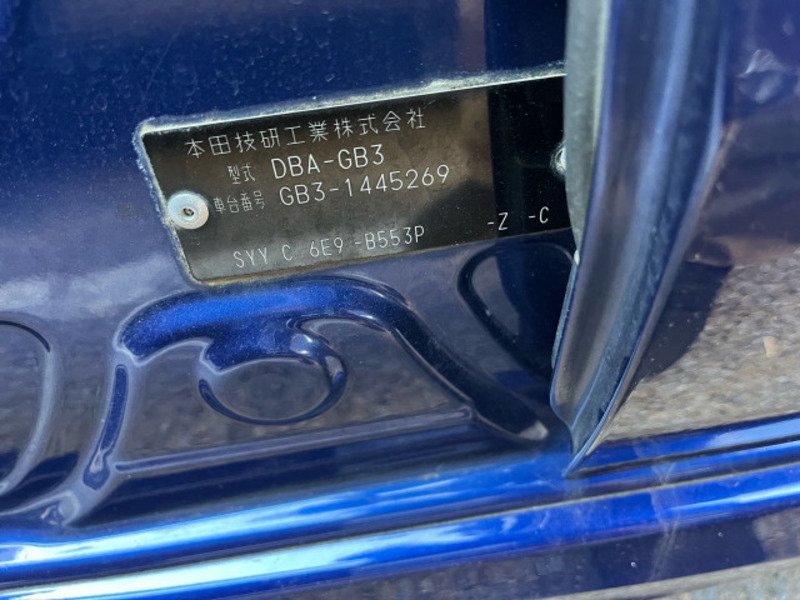 本田技研工業株式会社
型式 DBA-GB3
車台番号 GB3-1445269
SYY C 6E9 -B553P -Z -C